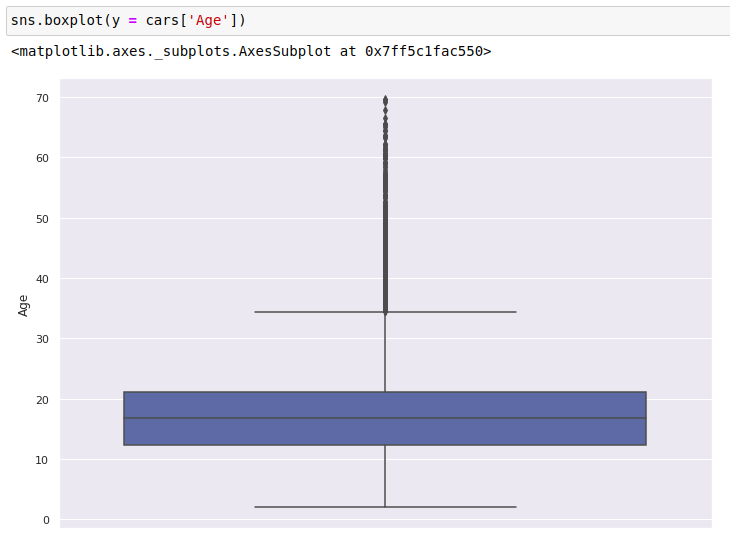 sns.boxplot(y = cars['Age'])
<matplotlib.axes._subplots.AxesSubplot at 0x7ff5c1fac550>
70
60
50
40
30
20
10
0
Age